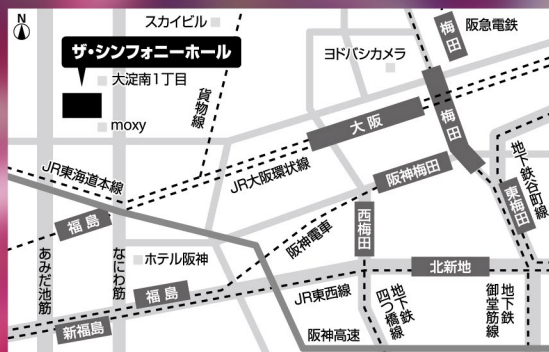 N
スカイビル
阪急電鉄
梅田
ザ・シンフォニーホール
ヨドバシカメラ
大淀南1丁目
貨物線
moxy
大阪
梅田
地下鉄谷町線
JR東海道本線
JR大阪環状線
阪神梅田
東梅田
福島
西梅田
阪神電車
あみだ池筋
なにわ筋
ホテル阪神
北新地
福島
JR東西線
地下鉄
四つ橋線
地下鉄
御堂筋線
新福島
阪神高速